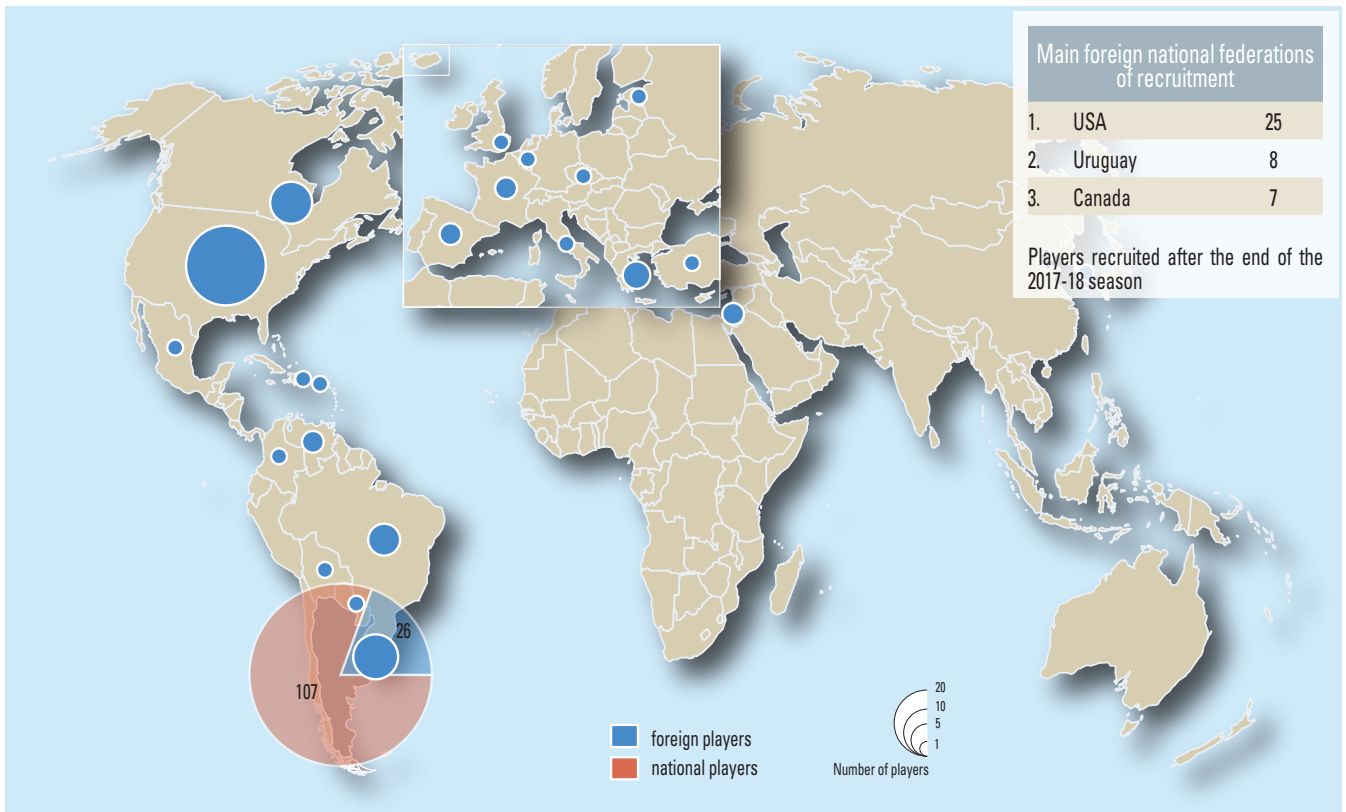 Main foreign national federations
of recruitment
1. USA 25
2. Uruguay 8
3. Canada 7
Players recruited after the end of the
2017-18 season
26
107
foreign players
national players
20
10
5
1
Number of players